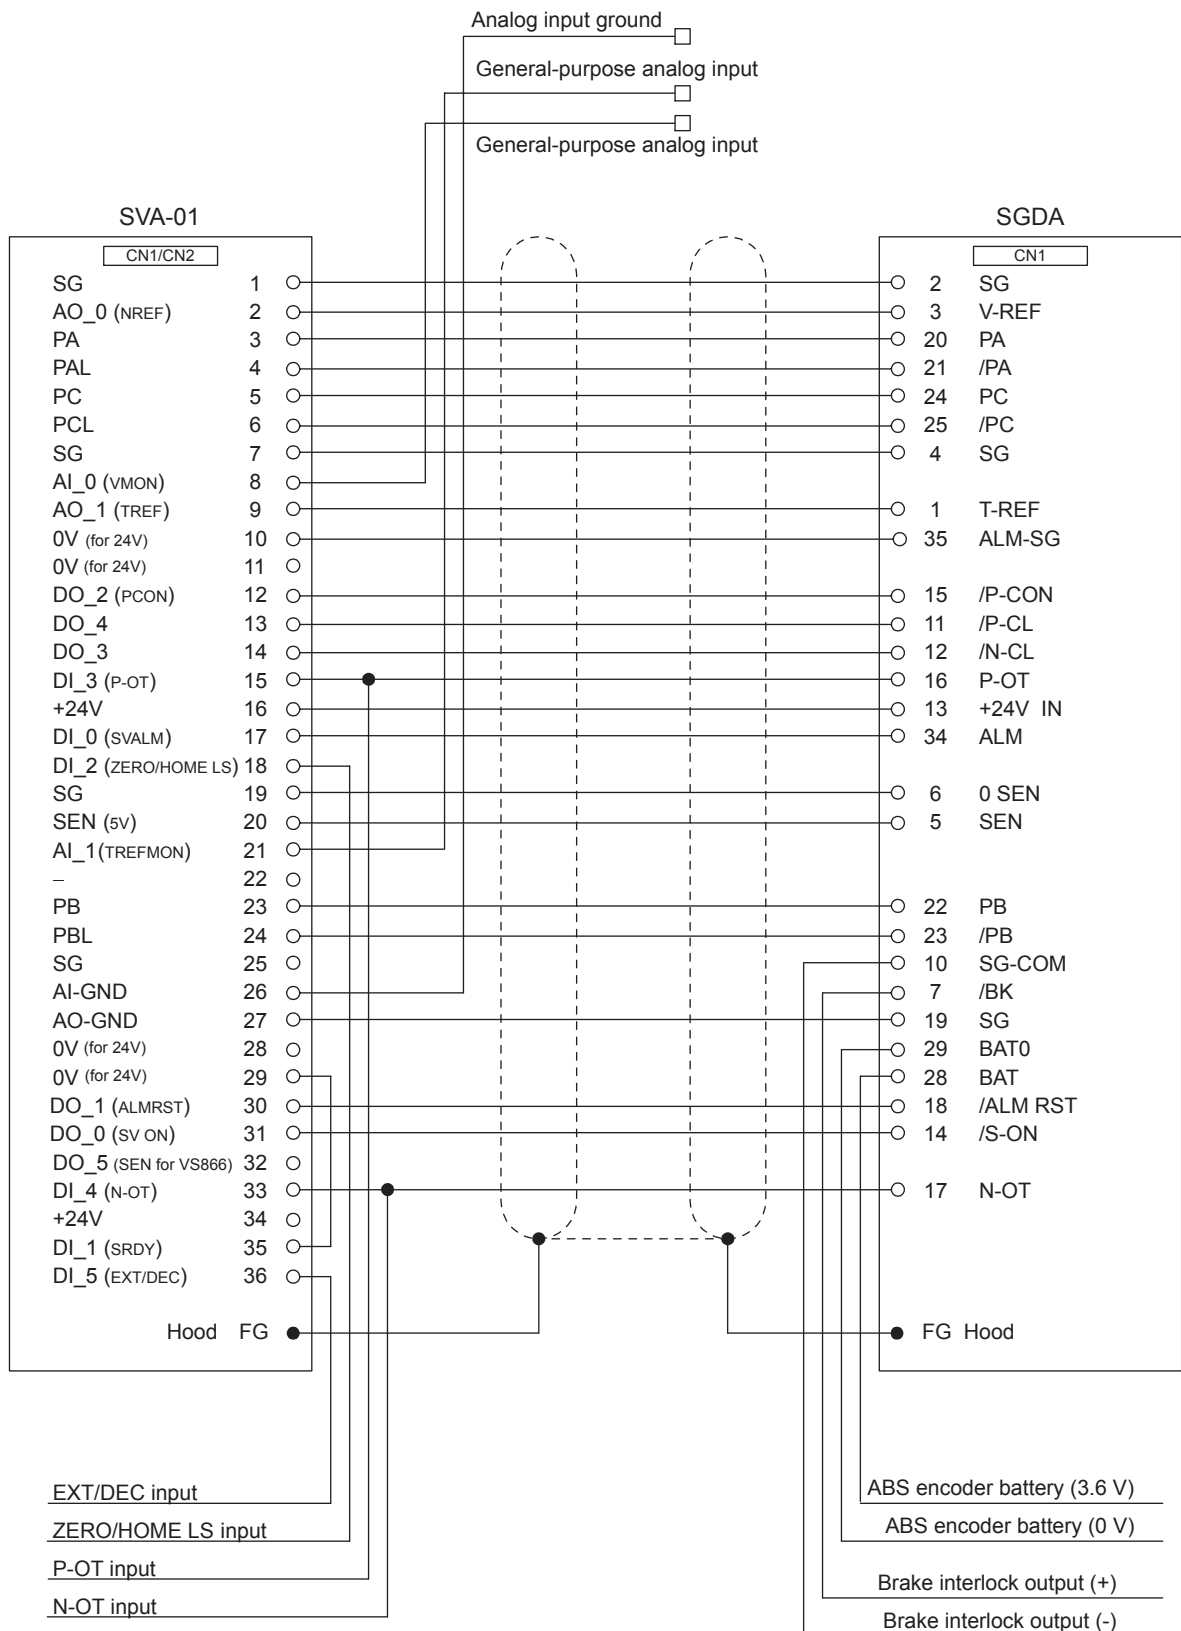 Analog input ground
General-purpose analog input
General-purpose analog input
SVA-01 SGDA
CN1/CN2 CN1
SG 1 2 SG
AO_0 (NREF) 2 3 V-REF
PA 3 20 PA
PAL 4 21 /PA
PC 5 24 PC
PCL 6 25 /PC
SG 7 4 SG
AI_0 (VMON) 8
AO_1 (TREF) 9 1 T-REF
0V (for 24V) 10 35 ALM-SG
0V (for 24V) 11
DO_2 (PCON) 12 15 /P-CON
DO_4 13 11 /P-CL
DO_3 14 12 /N-CL
DI_3 (P-OT) 15 16 P-OT
+24V 16 13 +24V IN
DI_0 (SVALM) 17 34 ALM
DI_2 (ZERO/HOME LS) 18
SG 19 6 0 SEN
SEN (5V) 20 5 SEN
AI_1(TREFMON) 21
– 22
PB 23 22 PB
PBL 24 23 /PB
SG 25 10 SG-COM
AI-GND 26 7 /BK
AO-GND 27 19 SG
0V (for 24V) 28 29 BAT0
0V (for 24V) 29 28 BAT
DO_1 (ALMRST) 30 18 /ALM RST
DO_0 (SV ON) 31 14 /S-ON
DO_5 (SEN for VS866) 32
DI_4 (N-OT) 33 17 N-OT
+24V 34
DI_1 (SRDY) 35
DI_5 (EXT/DEC) 36
Hood FG FG Hood
EXT/DEC input
ZERO/HOME LS input
P-OT input
N-OT input
ABS encoder battery (3.6 V)
ABS encoder battery (0 V)
Brake interlock output (+)
Brake interlock output (-)